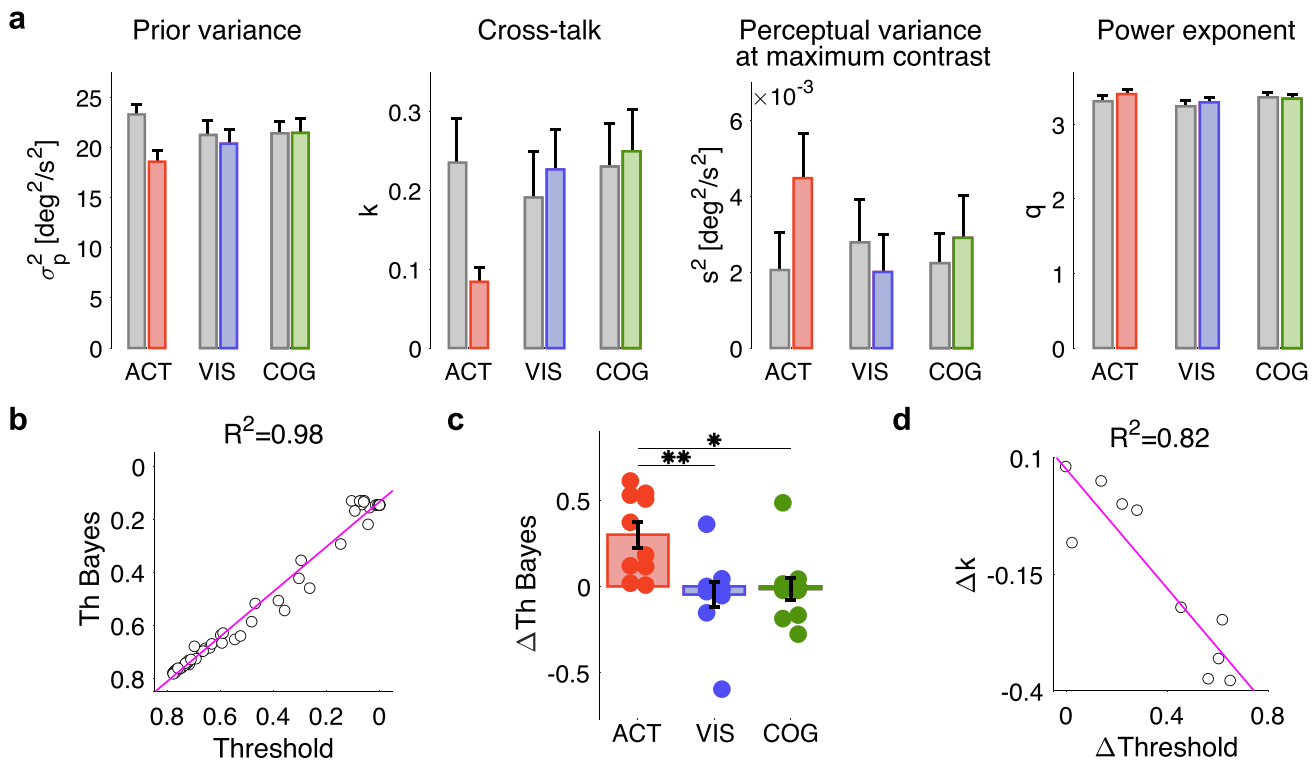 a
Prior variance
Cross-talk
Perceptual variance
at maximum contrast
Power exponent
σp² [deg²/s²]
25
20
15
10
5
0
ACT VIS COG
k
0.3
0.2
0.1
0
ACT VIS COG
s² [deg²/s²]
×10⁻³
6
4
2
0
ACT VIS COG
q
3
2
1
0
ACT VIS COG
b
R²=0.98
Th Bayes
0
0.2
0.4
0.6
0.8
0.8 0.6 0.4 0.2 0
Threshold
c
Δ Th Bayes
0.5
0
-0.5
*
**
ACT VIS COG
d
R²=0.82
Δk
0.1
-0.15
-0.4
0 0.4 0.8
ΔThreshold